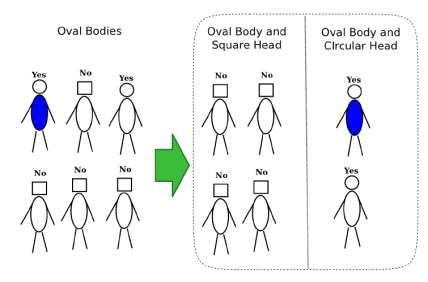 Oval Bodies
Yes
No
Yes
No
No
No
Oval Body and
Square Head
No
No
No
No
Oval Body and
CIrcular Head
Yes
Yes